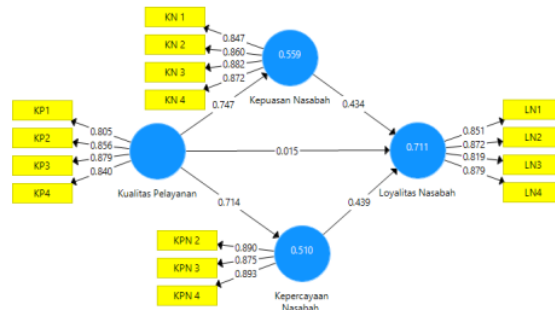 KN 1
KN 2
KN 3
KN 4
0.847
0.860
0.882
0.872
0.559
Kepuasan Nasabah
0.747
0.434
KP1
KP2
KP3
KP4
0.805
0.856
0.879
0.840
Kualitas Pelayanan
0.015
0.711
Loyalitas Nasabah
0.851
0.872
0.819
0.879
LN1
LN2
LN3
LN4
0.714
0.439
KPN 2
KPN 3
KPN 4
0.890
0.875
0.893
0.510
Kepercayaan
Nasabah